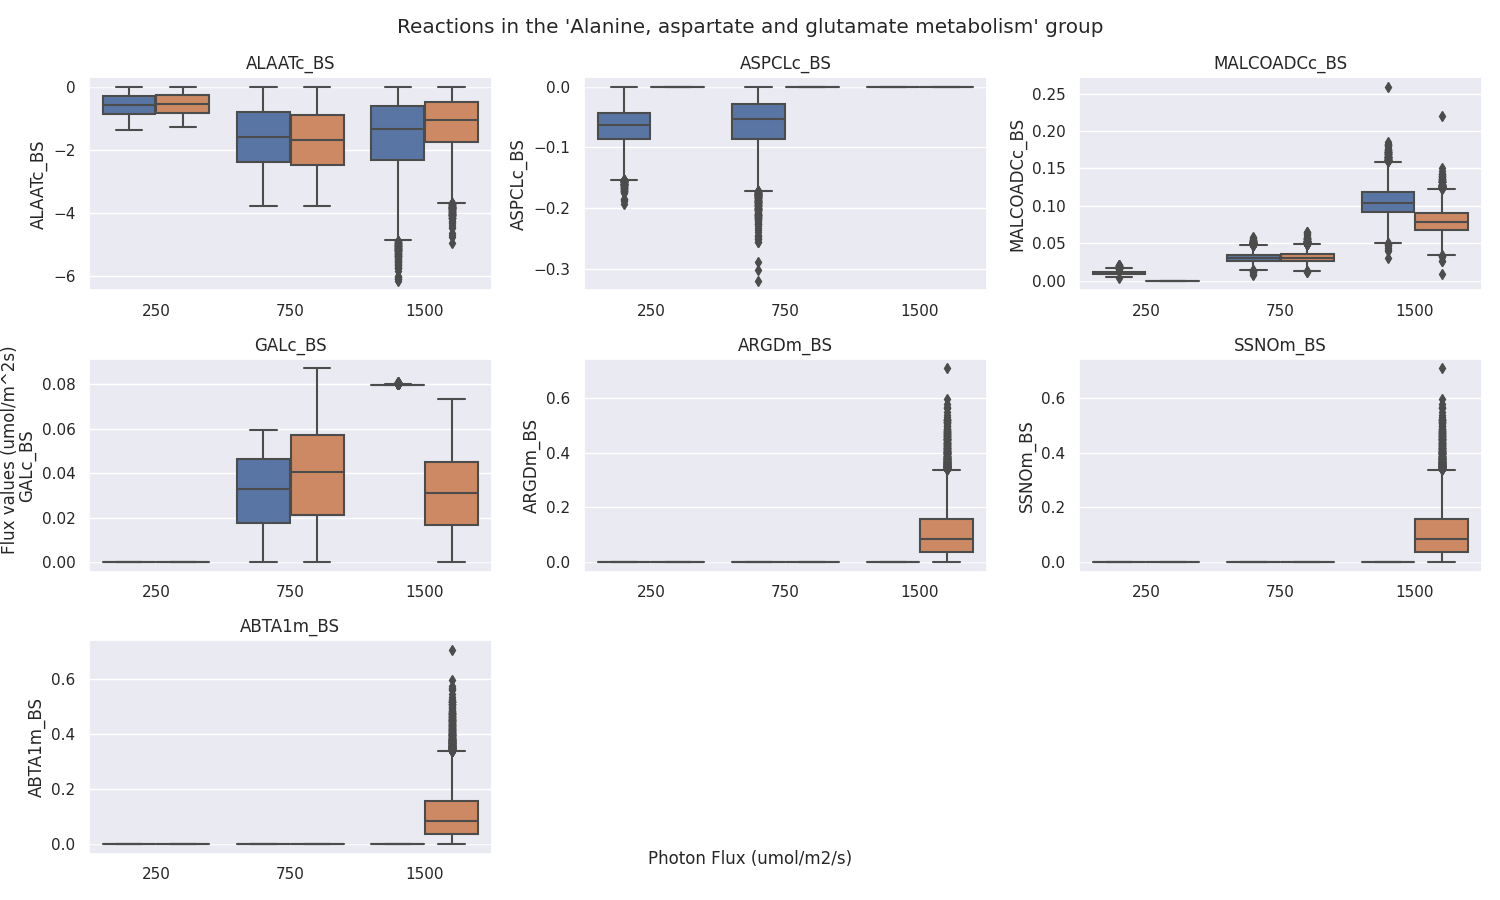 Reactions in the 'Alanine, aspartate and glutamate metabolism' group
ALAATc_BS
ALAATc_BS
0
−2
−4
−6
250 750 1500
ASPCLc_BS
ASPCLc_BS
0.0
−0.1
−0.2
−0.3
250 750 1500
MALCOADCc_BS
MALCOADCc_BS
0.25
0.20
0.15
0.10
0.05
0.00
250 750 1500
Flux values (umol/m^2s)
GALc_BS
GALc_BS
0.08
0.06
0.04
0.02
0.00
250 750 1500
ARGDm_BS
ARGDm_BS
0.6
0.4
0.2
0.0
250 750 1500
SSNOm_BS
SSNOm_BS
0.6
0.4
0.2
0.0
250 750 1500
ABTA1m_BS
ABTA1m_BS
0.6
0.4
0.2
0.0
250 750 1500
Photon Flux (umol/m2/s)